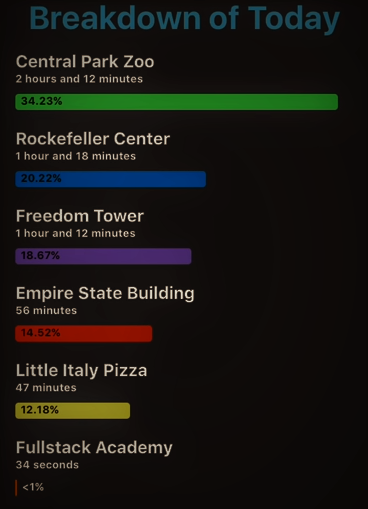 Breakdown of Today
Central Park Zoo
2 hours and 12 minutes
34.23%
Rockefeller Center
1 hour and 18 minutes
20.22%
Freedom Tower
1 hour and 12 minutes
18.67%
Empire State Building
56 minutes
14.52%
Little Italy Pizza
47 minutes
12.18%
Fullstack Academy
34 seconds
<1%